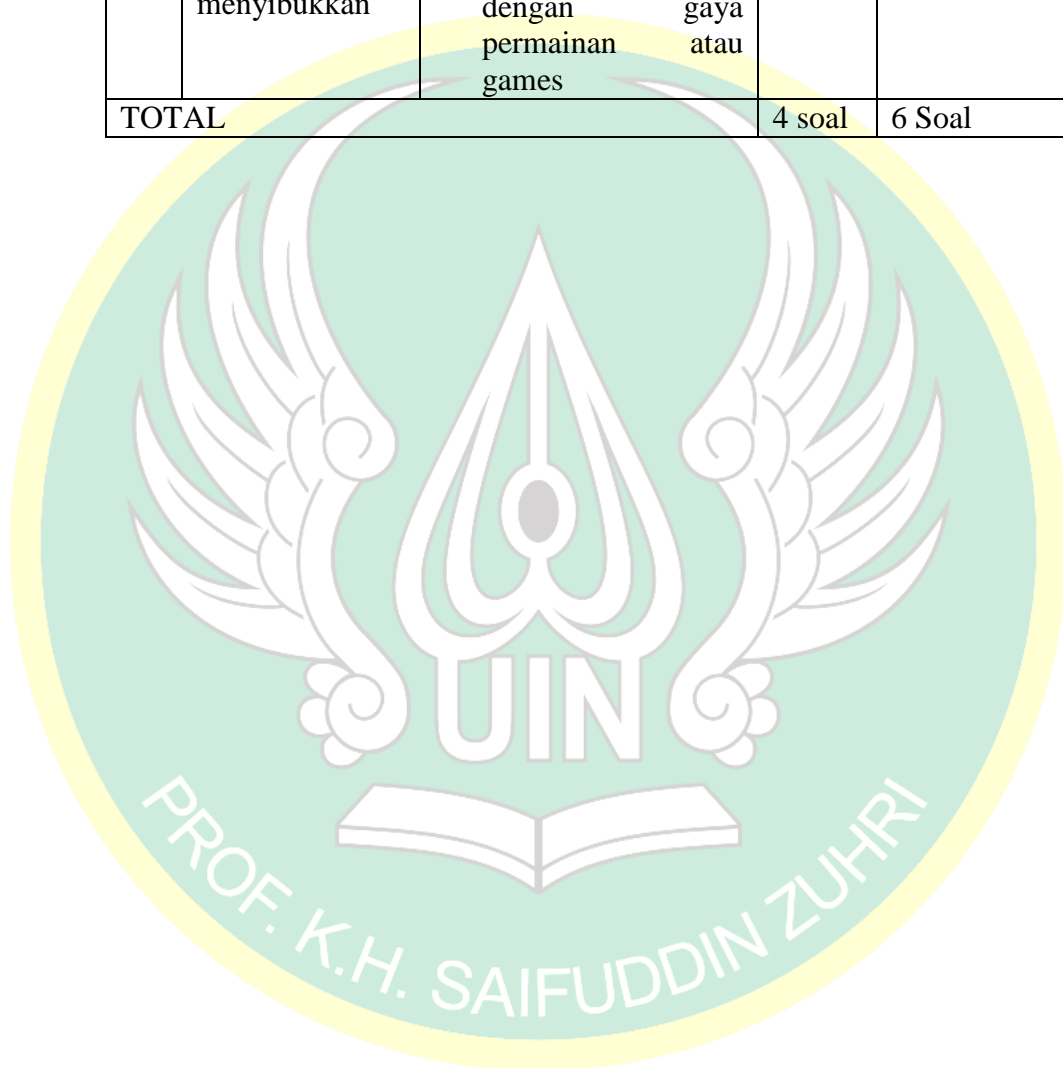 menyibukkan dengan gaya
permainan atau
games
TOTAL 4 soal 6 Soal
UIN
PROF. K.H. SAIFUDDIN ZUHRI